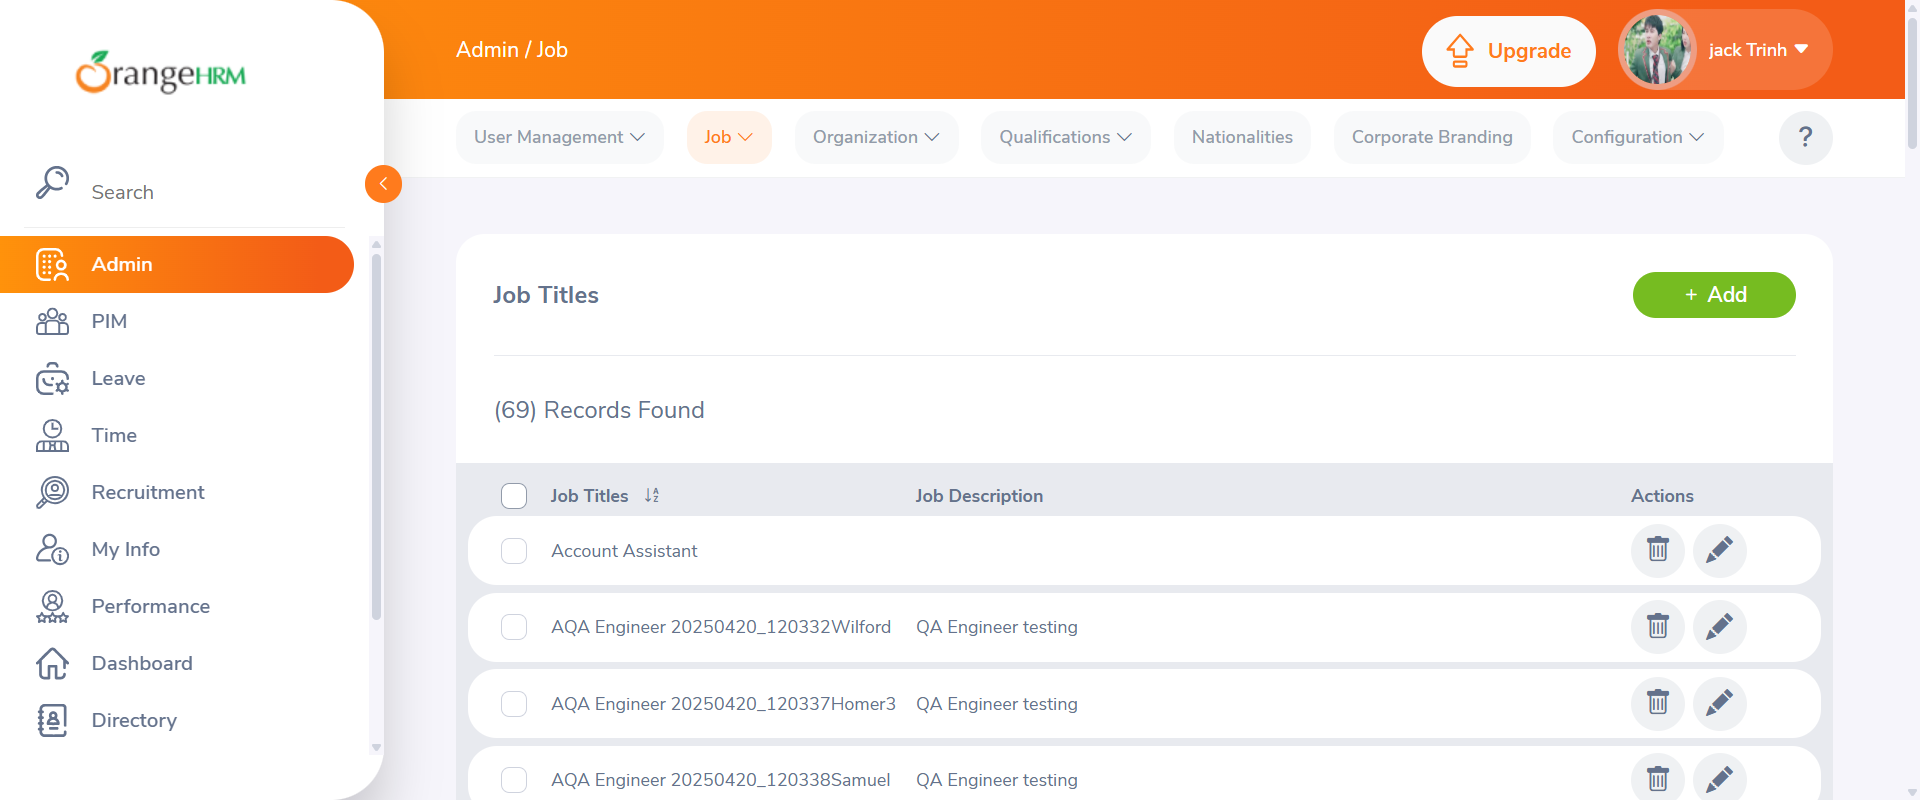 OrangeHRM
Search
Admin
PIM
Leave
Time
Recruitment
My Info
Performance
Dashboard
Directory
Admin / Job
Upgrade
jack Trinh
User Management
Job
Organization
Qualifications
Nationalities
Corporate Branding
Configuration
?
Job Titles
+ Add
(69) Records Found
Job Titles
Job Description
Actions
Account Assistant
AQA Engineer 20250420_120332Wilford QA Engineer testing
AQA Engineer 20250420_120337Homer3 QA Engineer testing
AQA Engineer 20250420_120338Samuel QA Engineer testing